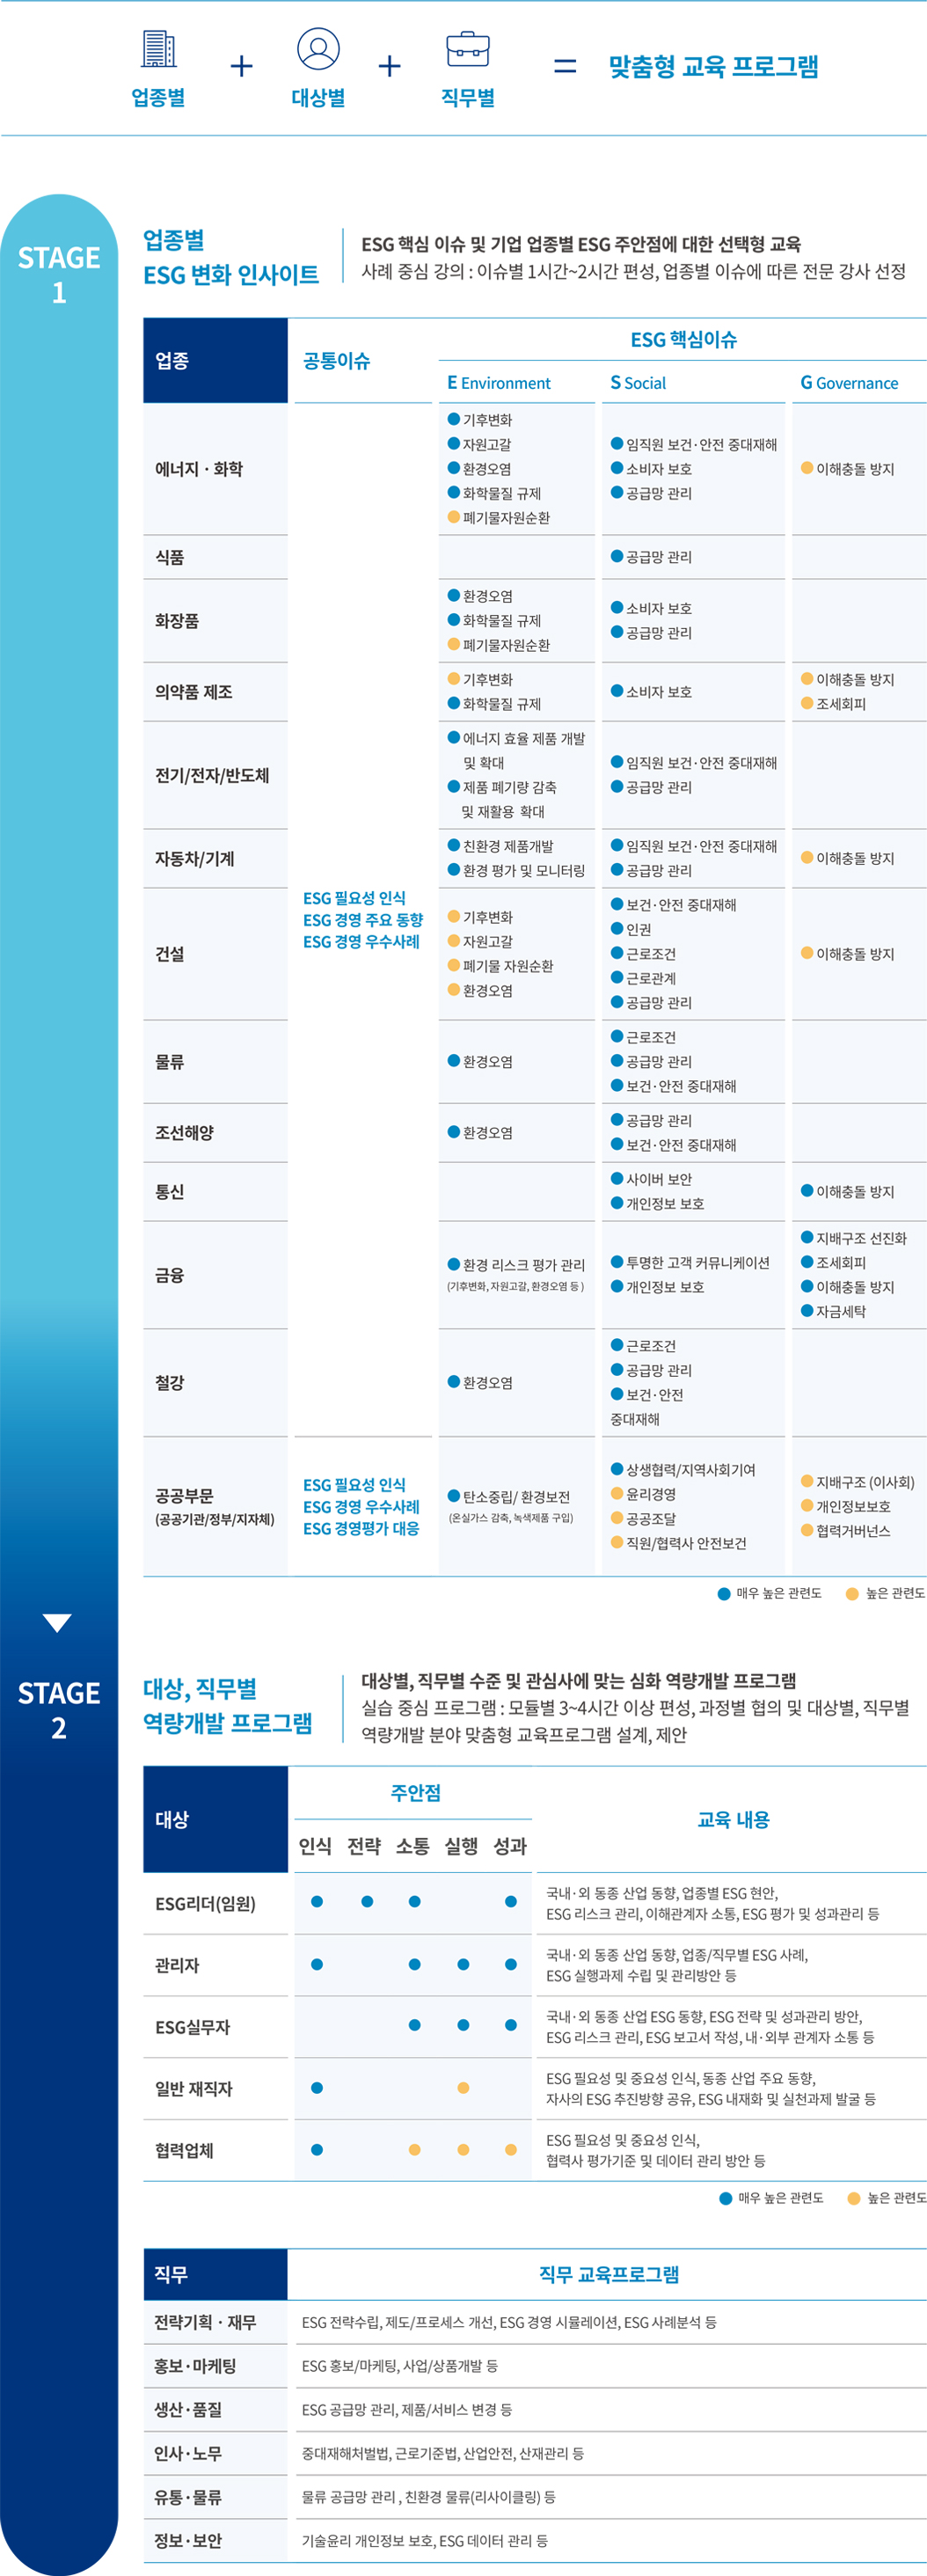 업종별 + 대상별 + 직무별 = 맞춤형 교육 프로그램
STAGE
1
업종별
ESG 변화 인사이트
ESG 핵심 이슈 및 기업 업종별 ESG 주안점에 대한 선택형 교육
사례 중심 강의 : 이슈별 1시간~2시간 편성, 업종별 이슈에 따른 전문 강사 선정
업종
공통이슈
ESG 핵심이슈
E Environment
S Social
G Governance
에너지 · 화학
기후변화
자원고갈
환경오염
화학물질 규제
폐기물자원순환
임직원 보건·안전 중대재해
소비자 보호
공급망 관리
이해충돌 방지
식품
공급망 관리
화장품
환경오염
화학물질 규제
폐기물자원순환
소비자 보호
공급망 관리
의약품 제조
기후변화
화학물질 규제
소비자 보호
이해충돌 방지
조세회피
전기/전자/반도체
에너지 효율 제품 개발
및 확대
제품 폐기량 감축
및 재활용 확대
임직원 보건·안전 중대재해
공급망 관리
자동차/기계
친환경 제품개발
환경 평가 및 모니터링
임직원 보건·안전 중대재해
공급망 관리
이해충돌 방지
ESG 필요성 인식
ESG 경영 주요 동향
ESG 경영 우수사례
건설
기후변화
자원고갈
폐기물 자원순환
환경오염
보건·안전 중대재해
인권
근로조건
근로관계
공급망 관리
이해충돌 방지
물류
환경오염
근로조건
공급망 관리
보건·안전 중대재해
조선해양
환경오염
공급망 관리
보건·안전 중대재해
통신
사이버 보안
개인정보 보호
이해충돌 방지
금융
환경 리스크 평가 관리
(기후변화, 자원고갈, 환경오염 등 )
투명한 고객 커뮤니케이션
개인정보 보호
지배구조 선진화
조세회피
이해충돌 방지
자금세탁
철강
환경오염
근로조건
공급망 관리
보건·안전
중대재해
공공부문
(공공기관/정부/지자체)
ESG 필요성 인식
ESG 경영 우수사례
ESG 경영평가 대응
탄소중립/ 환경보전
(온실가스 감축, 녹색제품 구입)
상생협력/지역사회기여
윤리경영
공공조달
직원/협력사 안전보건
지배구조 (이사회)
개인정보보호
협력거버넌스
매우 높은 관련도 높은 관련도
STAGE
2
대상, 직무별
역량개발 프로그램
대상별, 직무별 수준 및 관심사에 맞는 심화 역량개발 프로그램
실습 중심 프로그램 : 모듈별 3~4시간 이상 편성, 과정별 협의 및 대상별, 직무별
역량개발 분야 맞춤형 교육프로그램 설계, 제안
대상
주안점
교육 내용
인식 전략 소통 실행 성과
ESG리더(임원)
국내·외 동종 산업 동향, 업종별 ESG 현안,
ESG 리스크 관리, 이해관계자 소통, ESG 평가 및 성과관리 등
관리자
국내·외 동종 산업 동향, 업종/직무별 ESG 사례,
ESG 실행과제 수립 및 관리방안 등
ESG실무자
국내·외 동종 산업 ESG 동향, ESG 전략 및 성과관리 방안,
ESG 리스크 관리, ESG 보고서 작성, 내·외부 관계자 소통 등
일반 재직자
ESG 필요성 및 중요성 인식, 동종 산업 주요 동향,
자사의 ESG 추진방향 공유, ESG 내재화 및 실천과제 발굴 등
협력업체
ESG 필요성 및 중요성 인식,
협력사 평가기준 및 데이터 관리 방안 등
매우 높은 관련도 높은 관련도
직무
직무 교육프로그램
전략기획 · 재무
ESG 전략수립, 제도/프로세스 개선, ESG 경영 시뮬레이션, ESG 사례분석 등
홍보·마케팅
ESG 홍보/마케팅, 사업/상품개발 등
생산·품질
ESG 공급망 관리, 제품/서비스 변경 등
인사·노무
중대재해처벌법, 근로기준법, 산업안전, 산재관리 등
유통·물류
물류 공급망 관리 , 친환경 물류(리사이클링) 등
정보·보안
기술윤리 개인정보 보호, ESG 데이터 관리 등